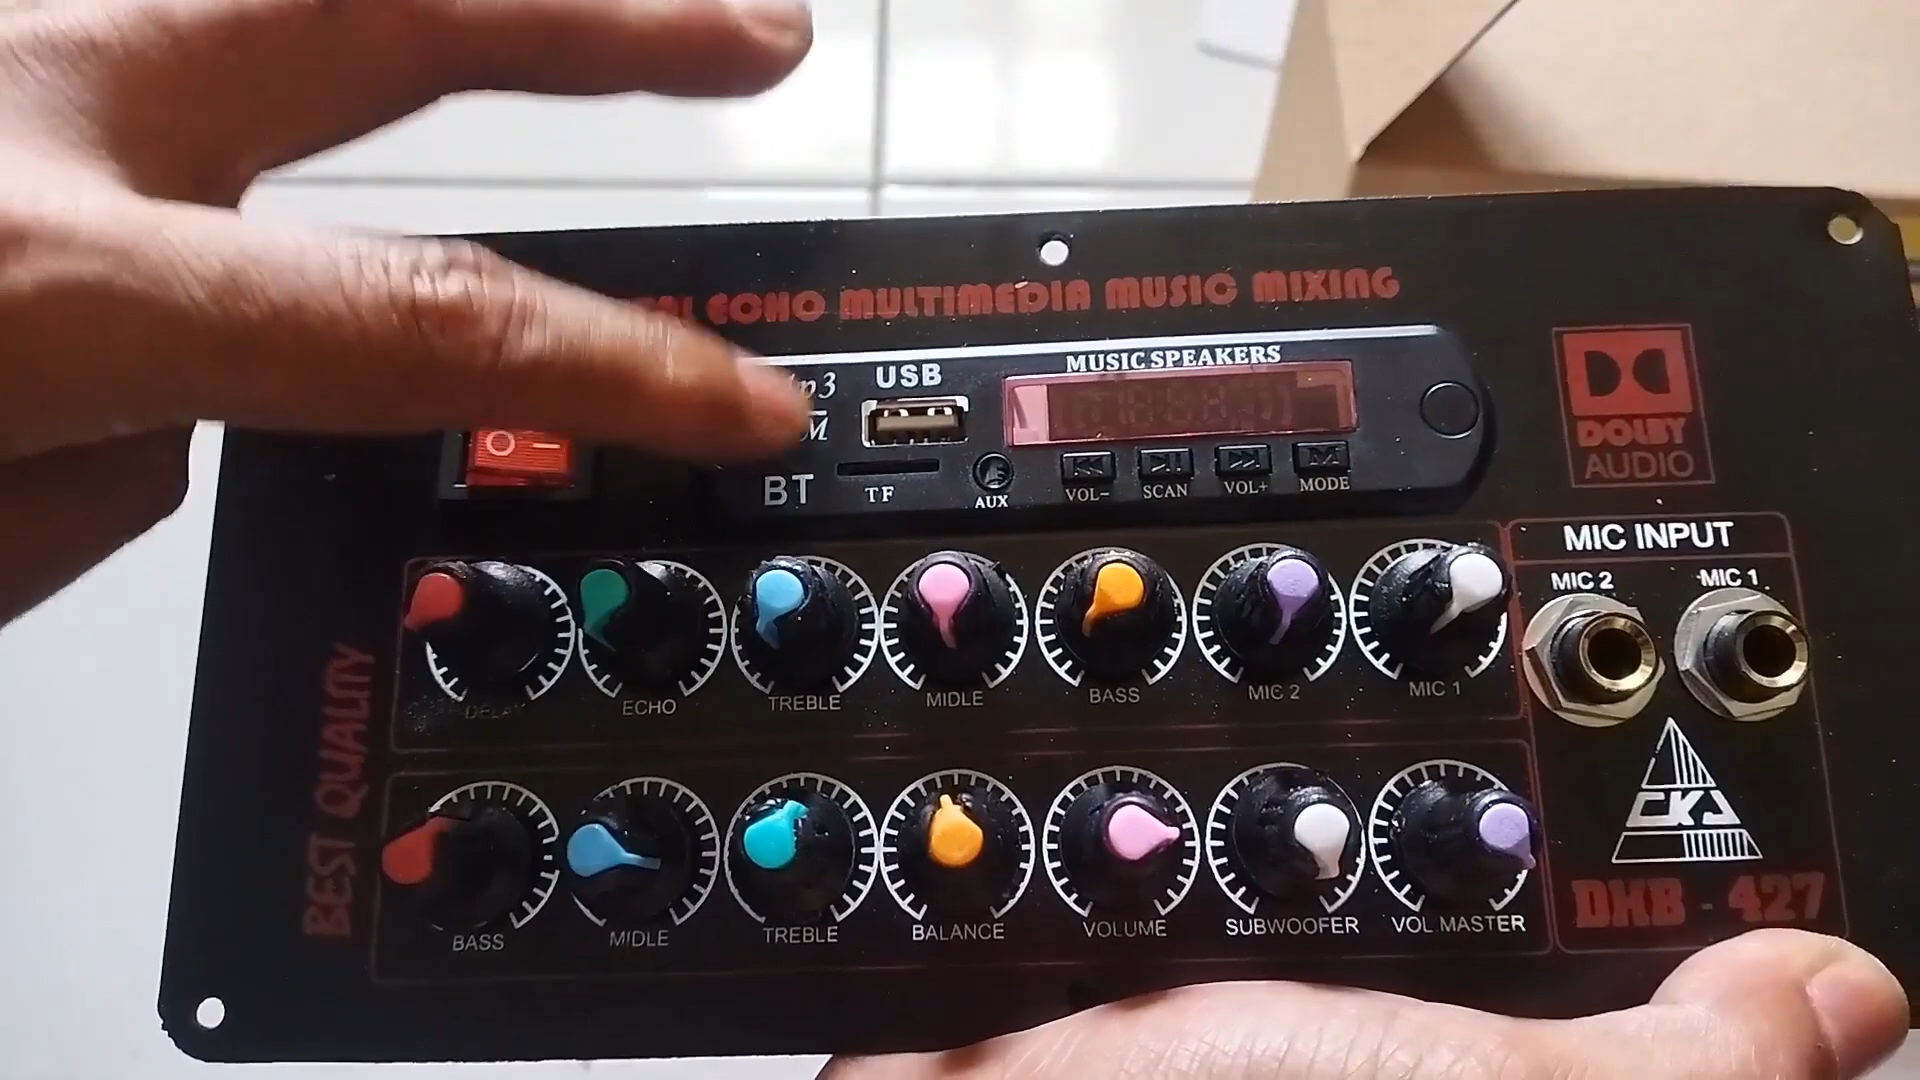 ECHO MULTIMEDIA MUSIC MIXING
MUSIC SPEAKERS
USB
BT
TF
AUX
VOL-
SCAN
VOL+
MODE
DOLBY
AUDIO
MIC INPUT
MIC 2
MIC 1
DELAY
ECHO
TREBLE
MIDLE
BASS
MIC 2
MIC 1
BEST QUALITY
BASS
MIDLE
TREBLE
BALANCE
VOLUME
SUBWOOFER
VOL.MASTER
CKJ
DHB - 427